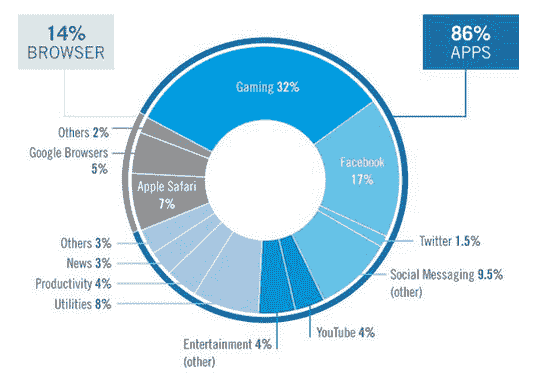 14%
BROWSER
86%
APPS
Gaming 32%
Others 2%
Google Browsers
5%
Facebook
17%
Apple Safari
7%
Twitter 1.5%
Others 3%
News 3%
Productivity 4%
Utilities 8%
Social Messaging 9.5%
(other)
YouTube 4%
Entertainment 4%
(other)